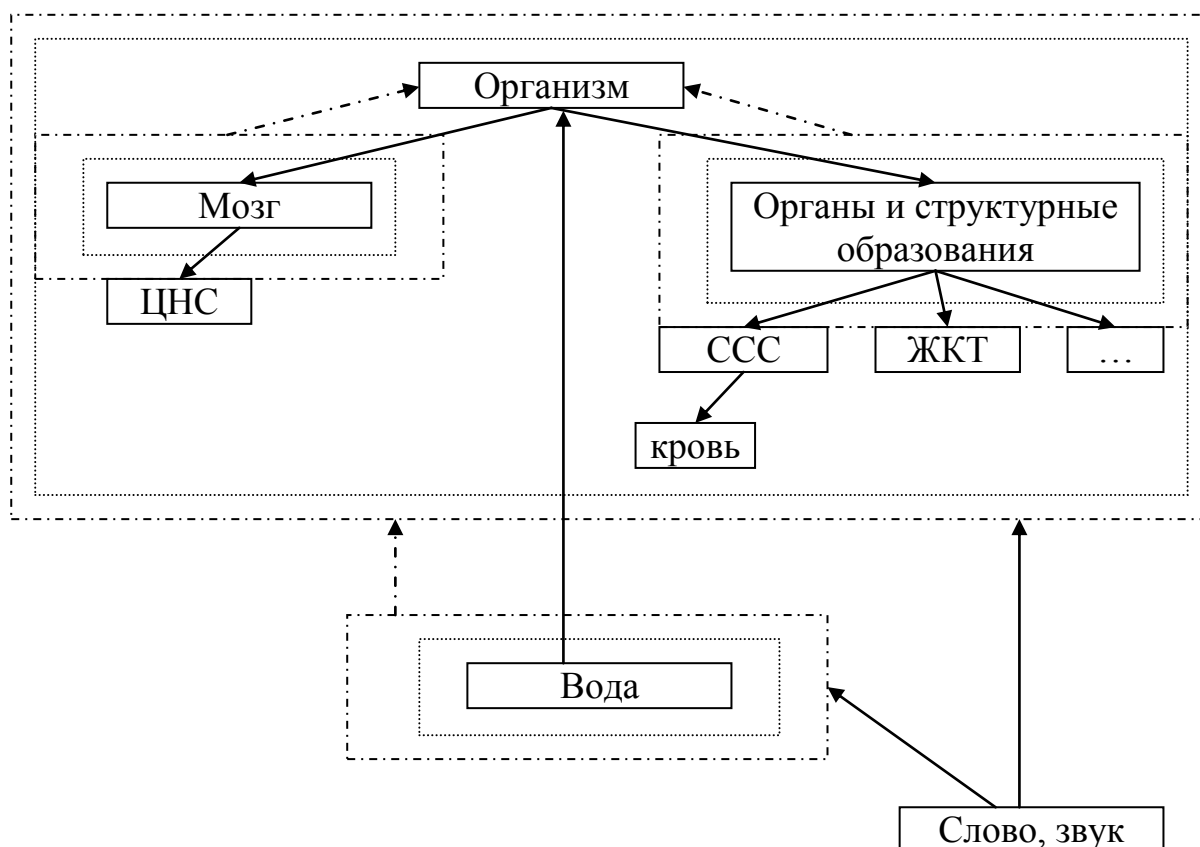 Организм
Мозг
Органы и структурные
образования
ЦНС
ССС
ЖКТ
…
кровь
Вода
Слово, звук